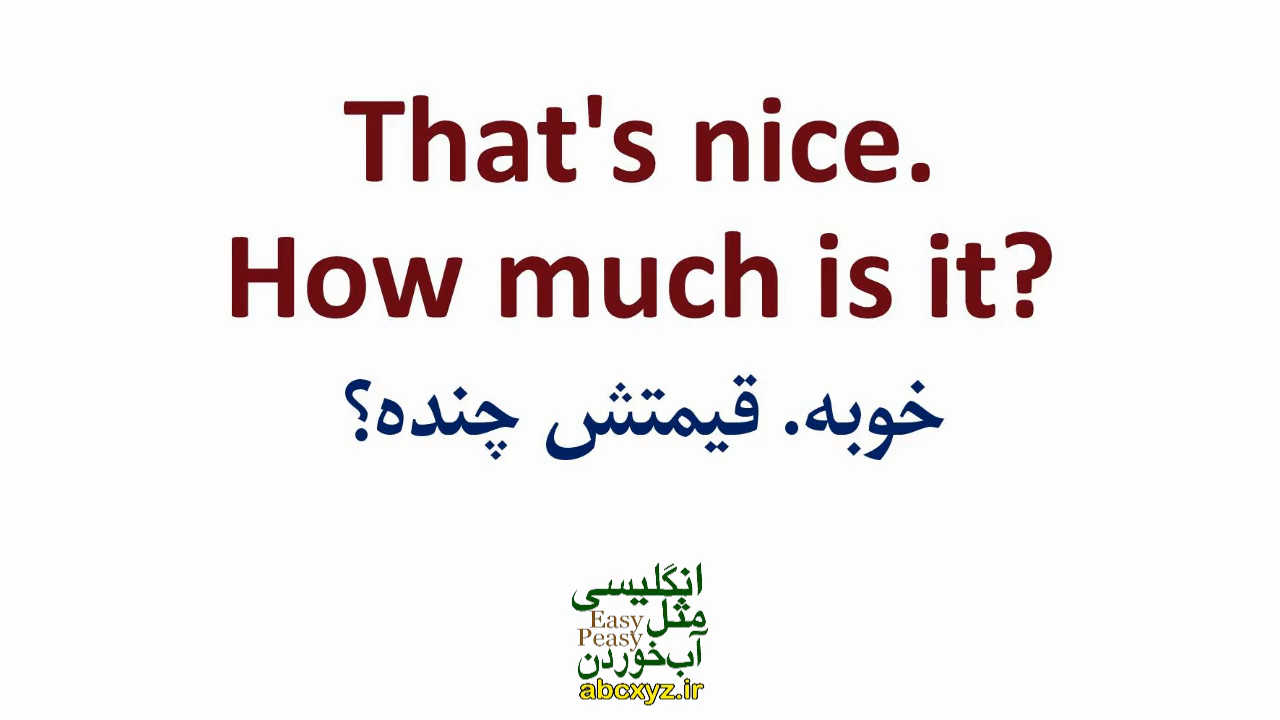 That's nice.
How much is it?
خوبه. قیمتش چنده؟
انگلیسی
مثل Easy
Peasy
آب‌خوردن
abcxyz.ir